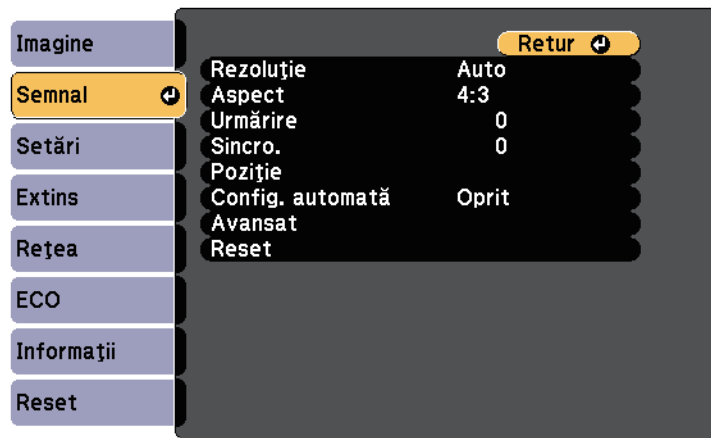 Imagine
Semnal
Setări
Extins
Reţea
ECO
Informaţii
Reset
Retur
Rezoluţie Auto
Aspect 4:3
Urmărire 0
Sincro. 0
Poziţie
Config. automată Oprit
Avansat
Reset